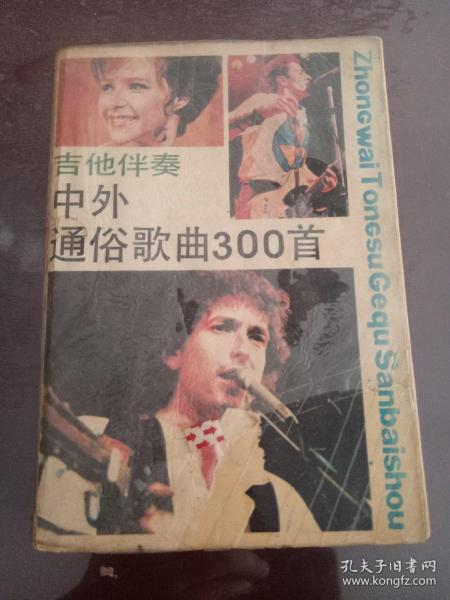 吉他伴奏
中外
通俗歌曲300首
Zhongwai Tongsu Gequ Sanbaishou
孔夫子旧书网
www.kongfz.com